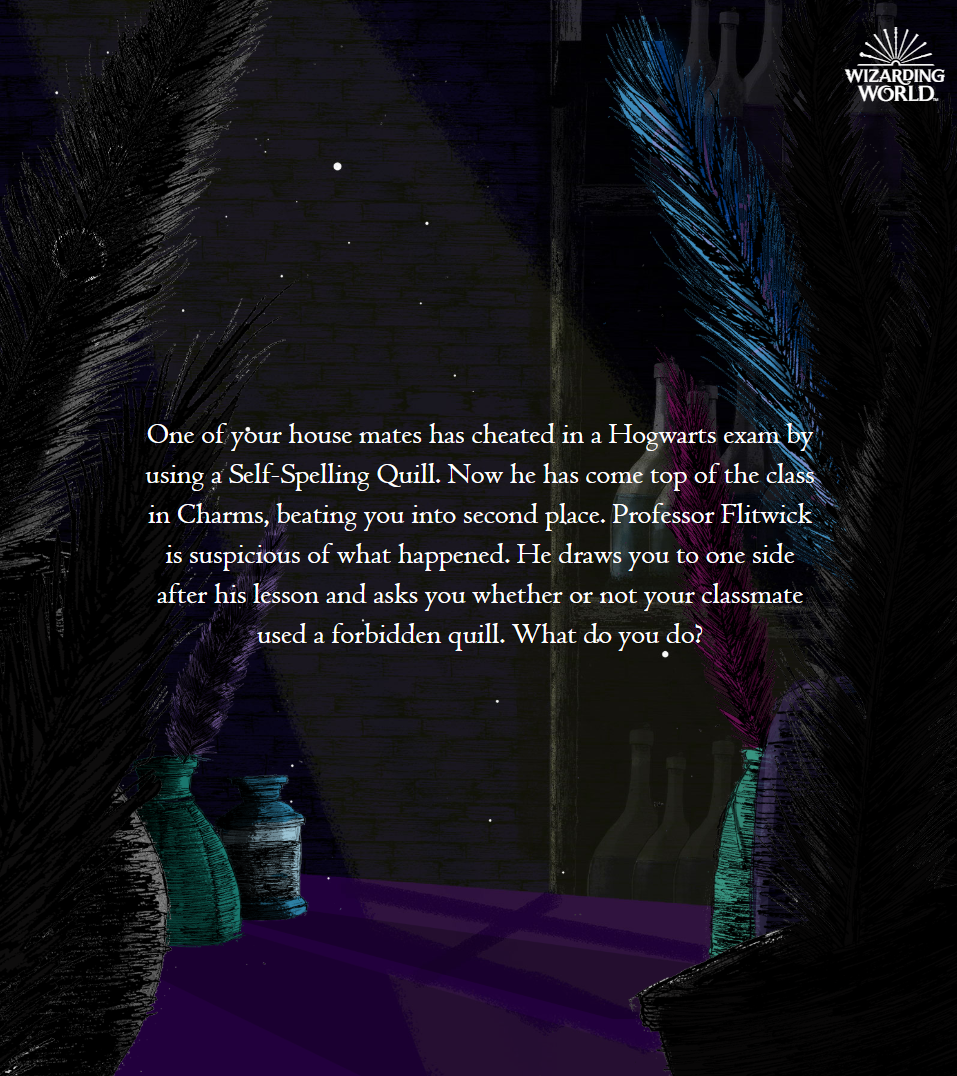 WIZARDING
WORLD™
One of your house mates has cheated in a Hogwarts exam by
using a Self-Spelling Quill. Now he has come top of the class
in Charms, beating you into second place. Professor Flitwick
is suspicious of what happened. He draws you to one side
after his lesson and asks you whether or not your classmate
used a forbidden quill. What do you do?